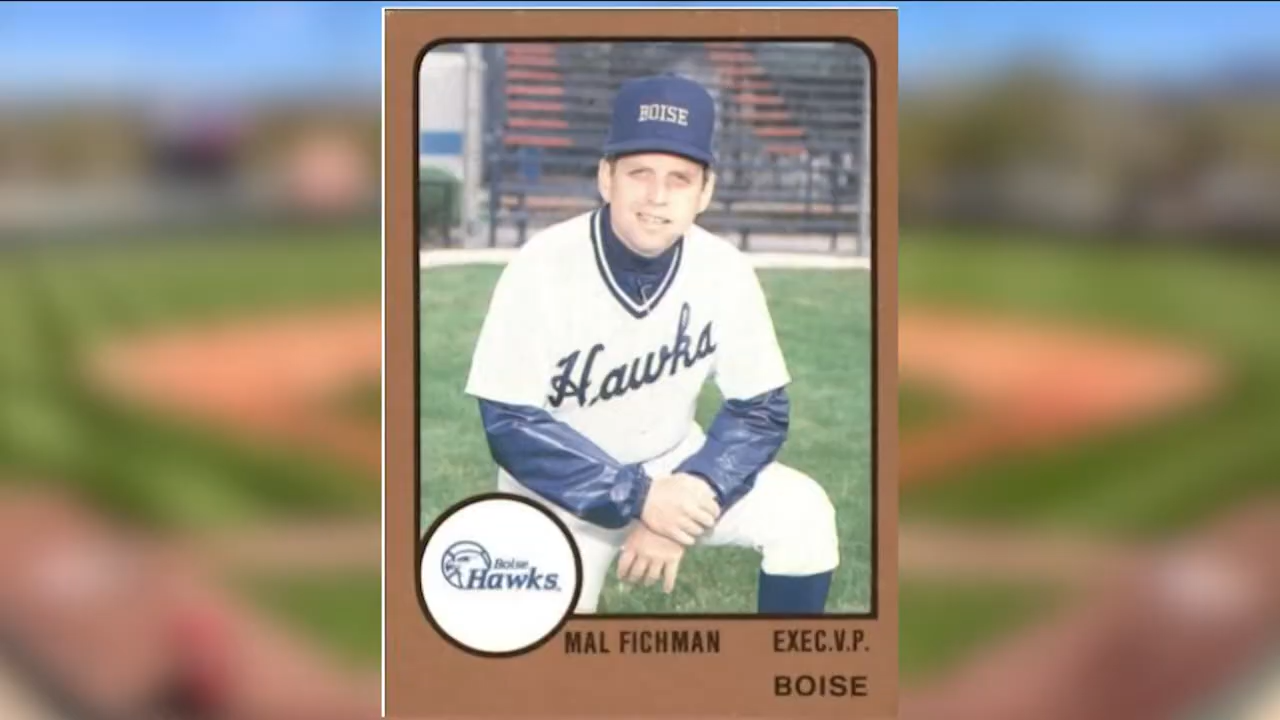 BOISE
Hawks
Boise
Hawks
MAL FICHMAN EXEC.V.P.
BOISE